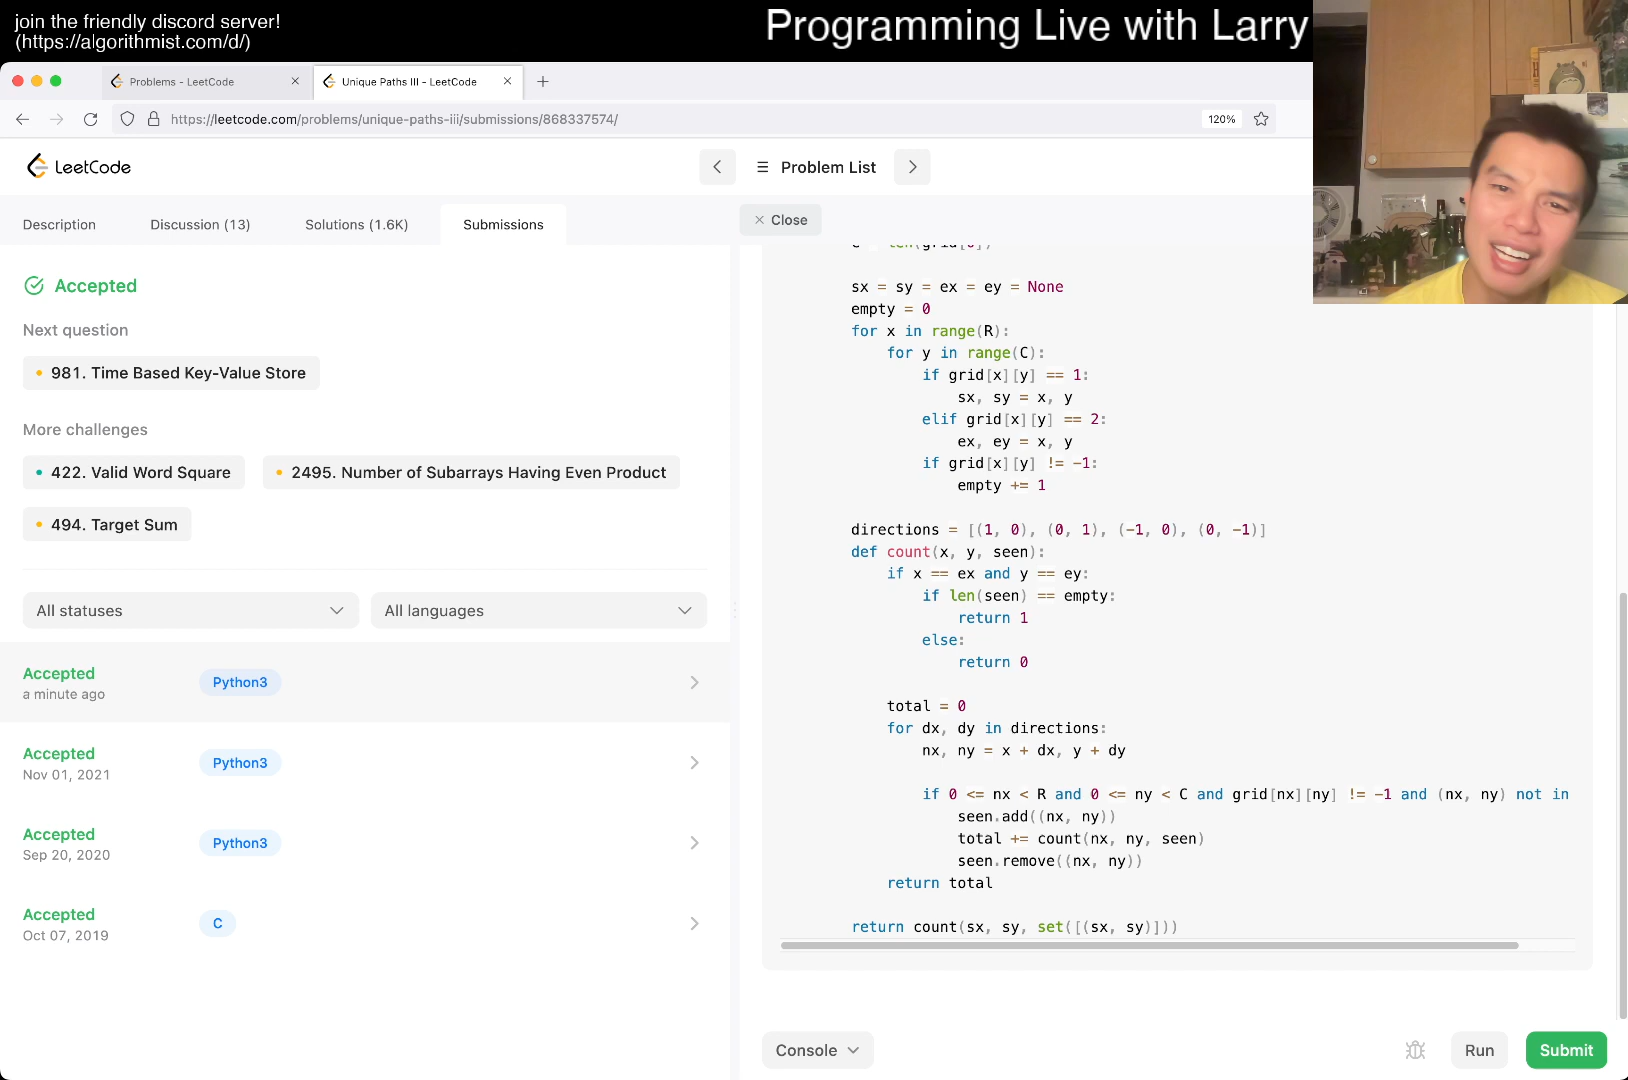 join the friendly discord server!
(https://algorithmist.com/d/)
Programming Live with Larry
Problems - LeetCode
Unique Paths III - LeetCode
https://leetcode.com/problems/unique-paths-iii/submissions/868337574/
120%
LeetCode
Problem List
Description
Discussion (13)
Solutions (1.6K)
Submissions
Close
Accepted
Next question
981. Time Based Key-Value Store
More challenges
422. Valid Word Square
2495. Number of Subarrays Having Even Product
494. Target Sum
All statuses
All languages
Accepted
a minute ago
Python3
Accepted
Nov 01, 2021
Python3
Accepted
Sep 20, 2020
Python3
Accepted
Oct 07, 2019
C
sx = sy = ex = ey = None
empty = 0
for x in range(R):
for y in range(C):
if grid[x][y] == 1:
sx, sy = x, y
elif grid[x][y] == 2:
ex, ey = x, y
if grid[x][y] != -1:
empty += 1
directions = [(1, 0), (0, 1), (-1, 0), (0, -1)]
def count(x, y, seen):
if x == ex and y == ey:
if len(seen) == empty:
return 1
else:
return 0
total = 0
for dx, dy in directions:
nx, ny = x + dx, y + dy
if 0 <= nx < R and 0 <= ny < C and grid[nx][ny] != -1 and (nx, ny) not in
seen.add((nx, ny))
total += count(nx, ny, seen)
seen.remove((nx, ny))
return total
return count(sx, sy, set([(sx, sy)]))
Console
Run
Submit